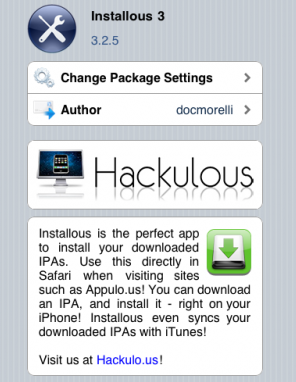 Installous 3
3.2.5
Change Package Settings
Author docmorelli
Hackulous
Installous is the perfect app
to install your downloaded
IPAs. Use this directly in
Safari when visiting sites
such as Appulo.us! You can download
an IPA, and install it - right on your
iPhone! Installous even syncs your
downloaded IPAs with iTunes!
Visit us at Hackulo.us!